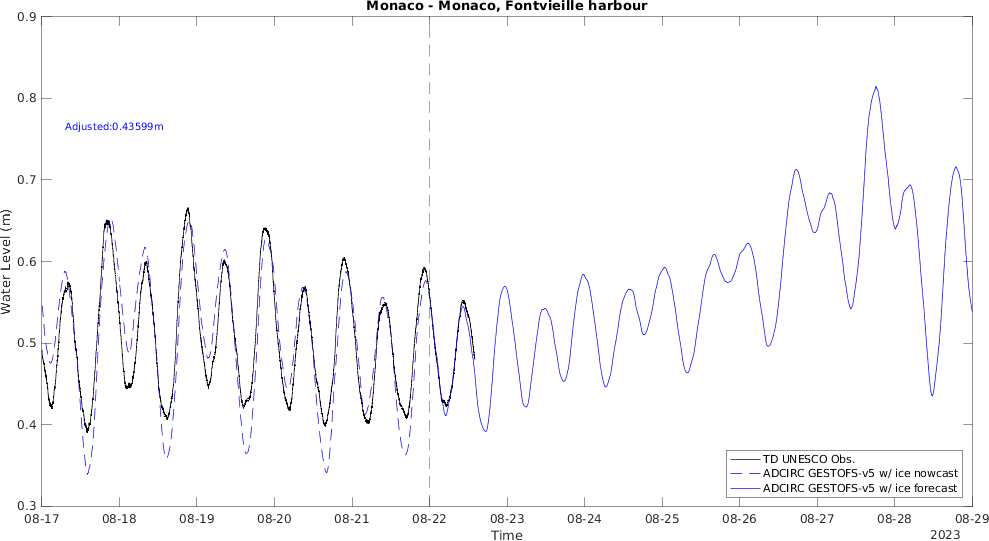 Monaco - Monaco, Fontvieille harbour
0.9
0.8
0.7
0.6
0.5
0.4
0.3
Water Level (m)
Adjusted:0.43599m
TD UNESCO Obs.
ADCIRC GESTOFS-v5 w/ ice nowcast
ADCIRC GESTOFS-v5 w/ ice forecast
08-17 08-18 08-19 08-20 08-21 08-22 08-23 08-24 08-25 08-26 08-27 08-28 08-29
Time
2023